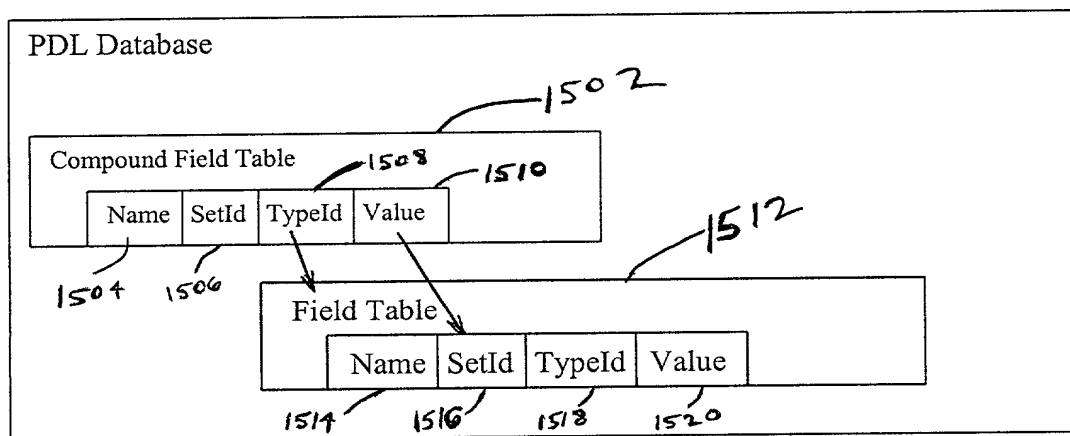 PDL Database
1502
Compound Field Table
1508
1510
Name SetId TypeId Value
1504
1506
1512
Field Table
Name SetId TypeId Value
1514
1516
1518
1520